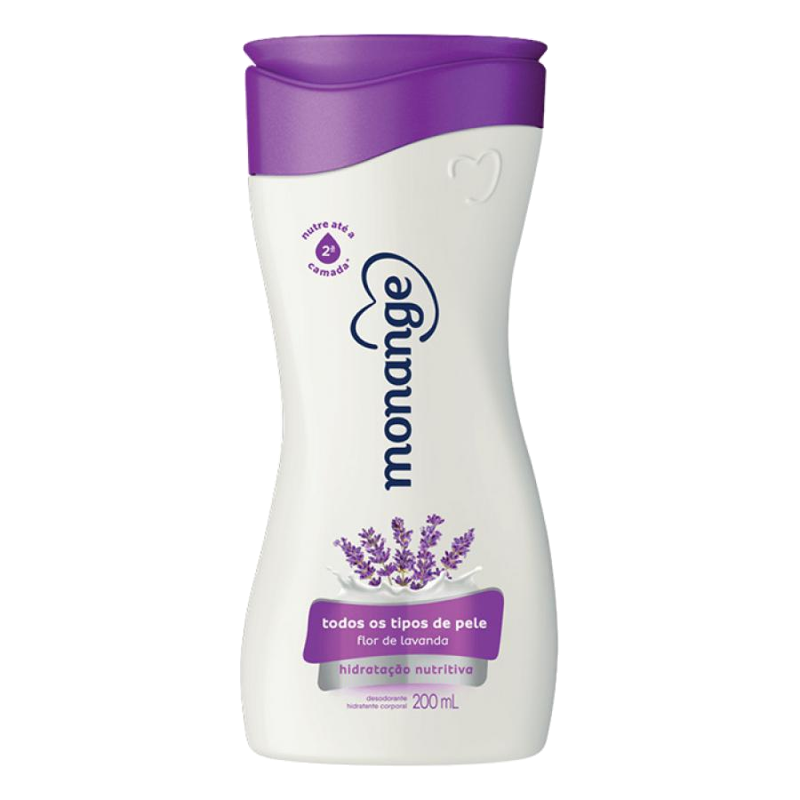 nutre até a
2ª
camada*
monange
todos os tipos de pele
flor de lavanda
hidratação nutritiva
desodorante
hidratante corporal 200 mL